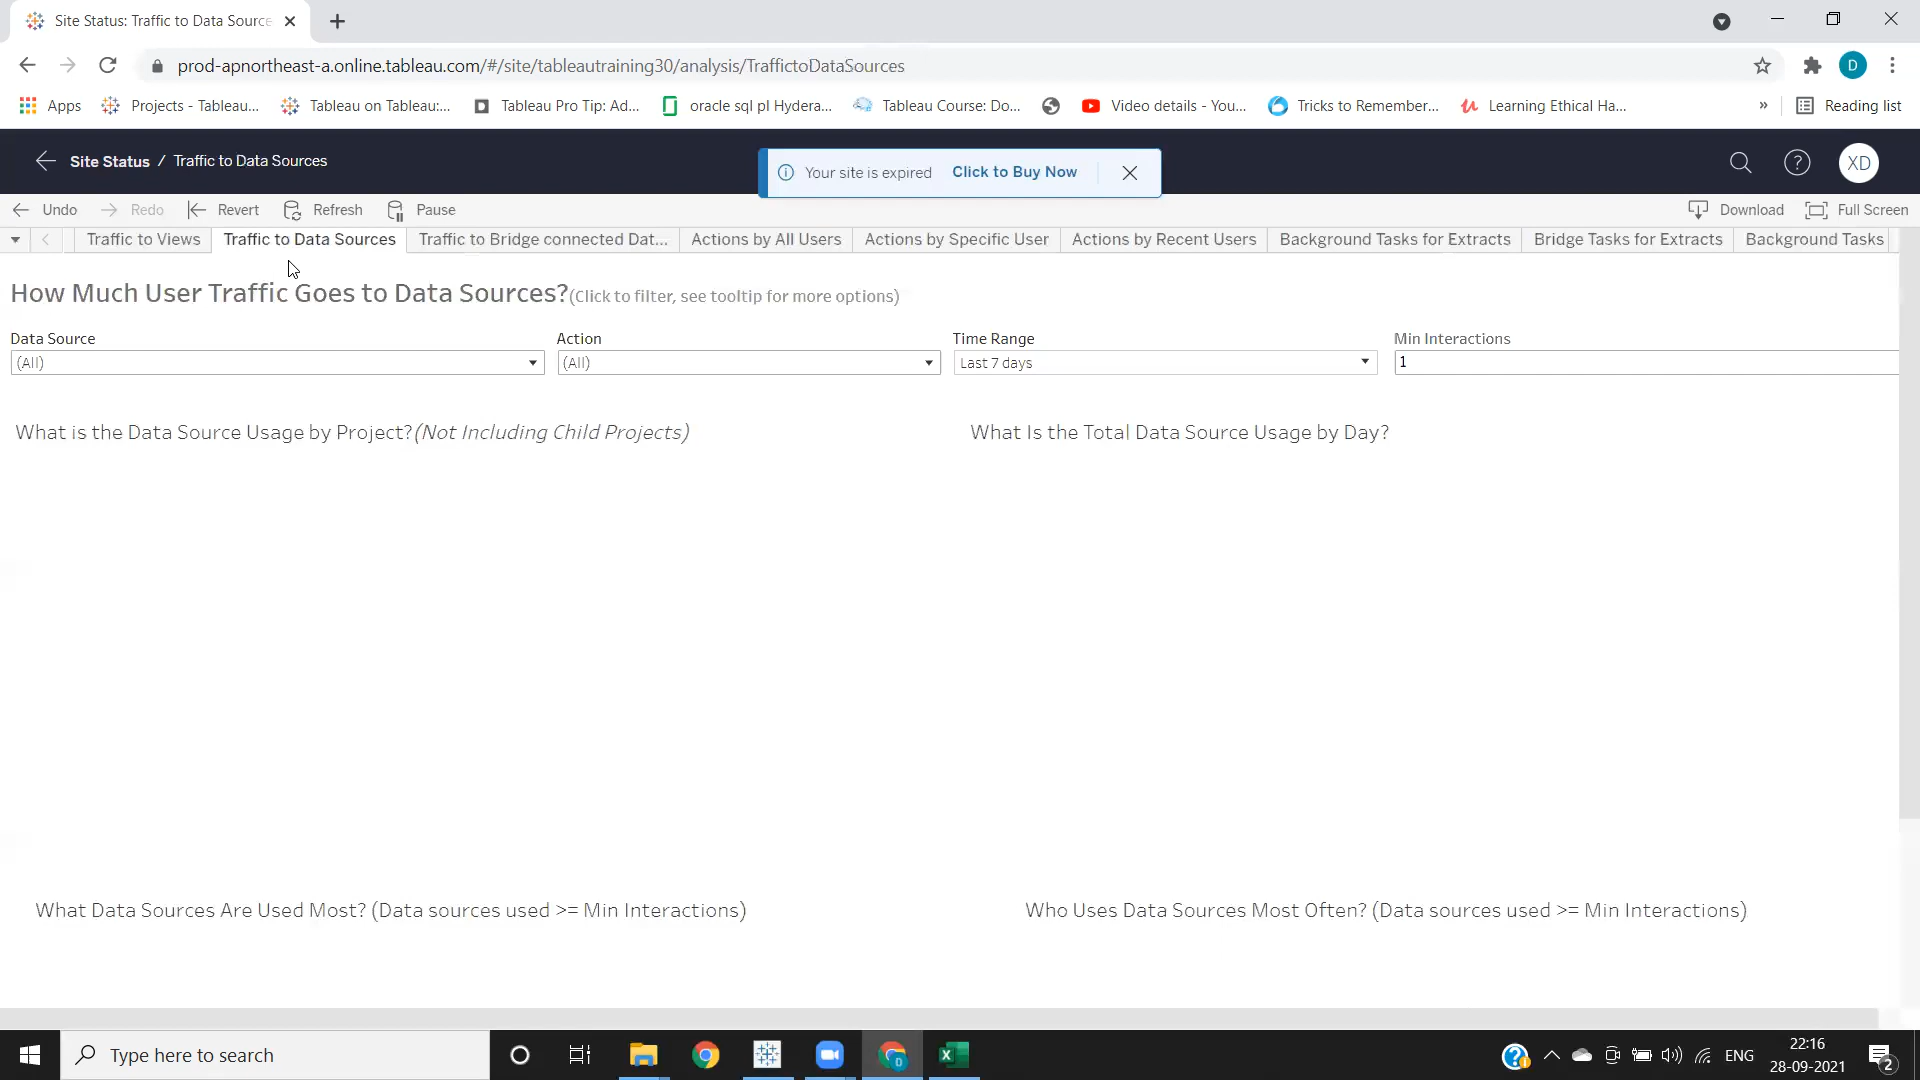 Site Status: Traffic to Data Source
prod-apnortheast-a.online.tableau.com/#/site/tableautraining30/analysis/TraffictoDataSources
D
Apps
Projects - Tableau...
Tableau on Tableau:...
Tableau Pro Tip: Ad...
oracle sql pl Hydera...
Tableau Course: Do...
Video details - You...
Tricks to Remember...
Learning Ethical Ha...
»
Reading list
Site Status / Traffic to Data Sources
Your site is expired Click to Buy Now
XD
Undo
Redo
Revert
Refresh
Pause
Download
Full Screen
Traffic to Views
Traffic to Data Sources
Traffic to Bridge connected Dat...
Actions by All Users
Actions by Specific User
Actions by Recent Users
Background Tasks for Extracts
Bridge Tasks for Extracts
Background Tasks
How Much User Traffic Goes to Data Sources?(Click to filter, see tooltip for more options)
Data Source
Action
Time Range
Min Interactions
(All)
(All)
Last 7 days
1
What is the Data Source Usage by Project?(Not Including Child Projects)
What Is the Total Data Source Usage by Day?
What Data Sources Are Used Most? (Data sources used >= Min Interactions)
Who Uses Data Sources Most Often? (Data sources used >= Min Interactions)
Type here to search
ENG
22:16
28-09-2021
2